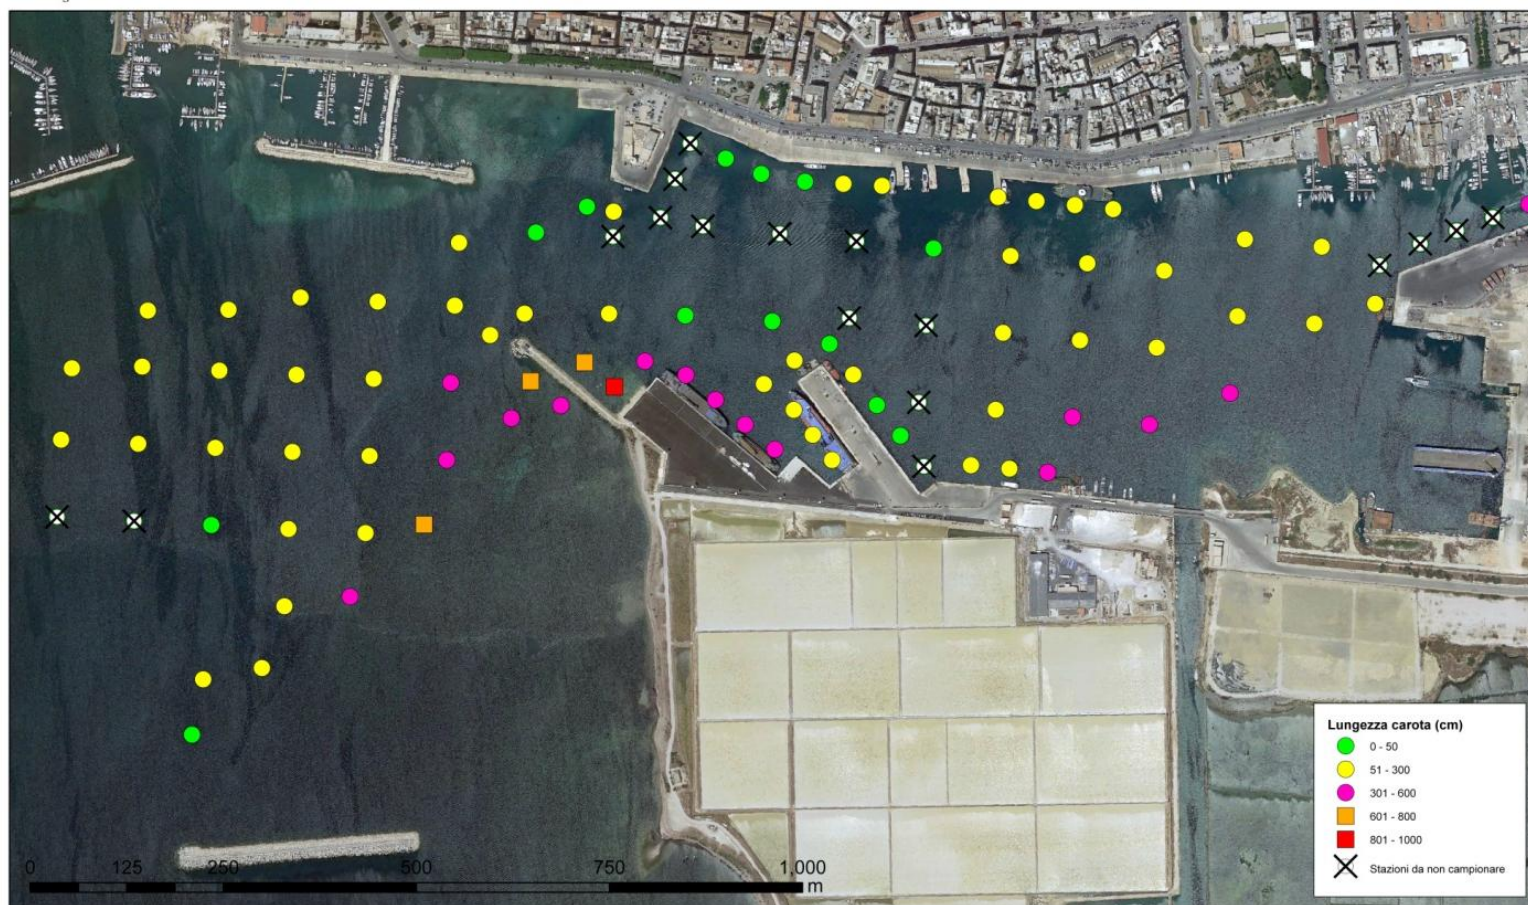 Lungezza carota (cm)
0 - 50
51 - 300
301 - 600
601 - 800
801 - 1000
Stazioni da non campionare
0 125 250 500 750 1.000
m